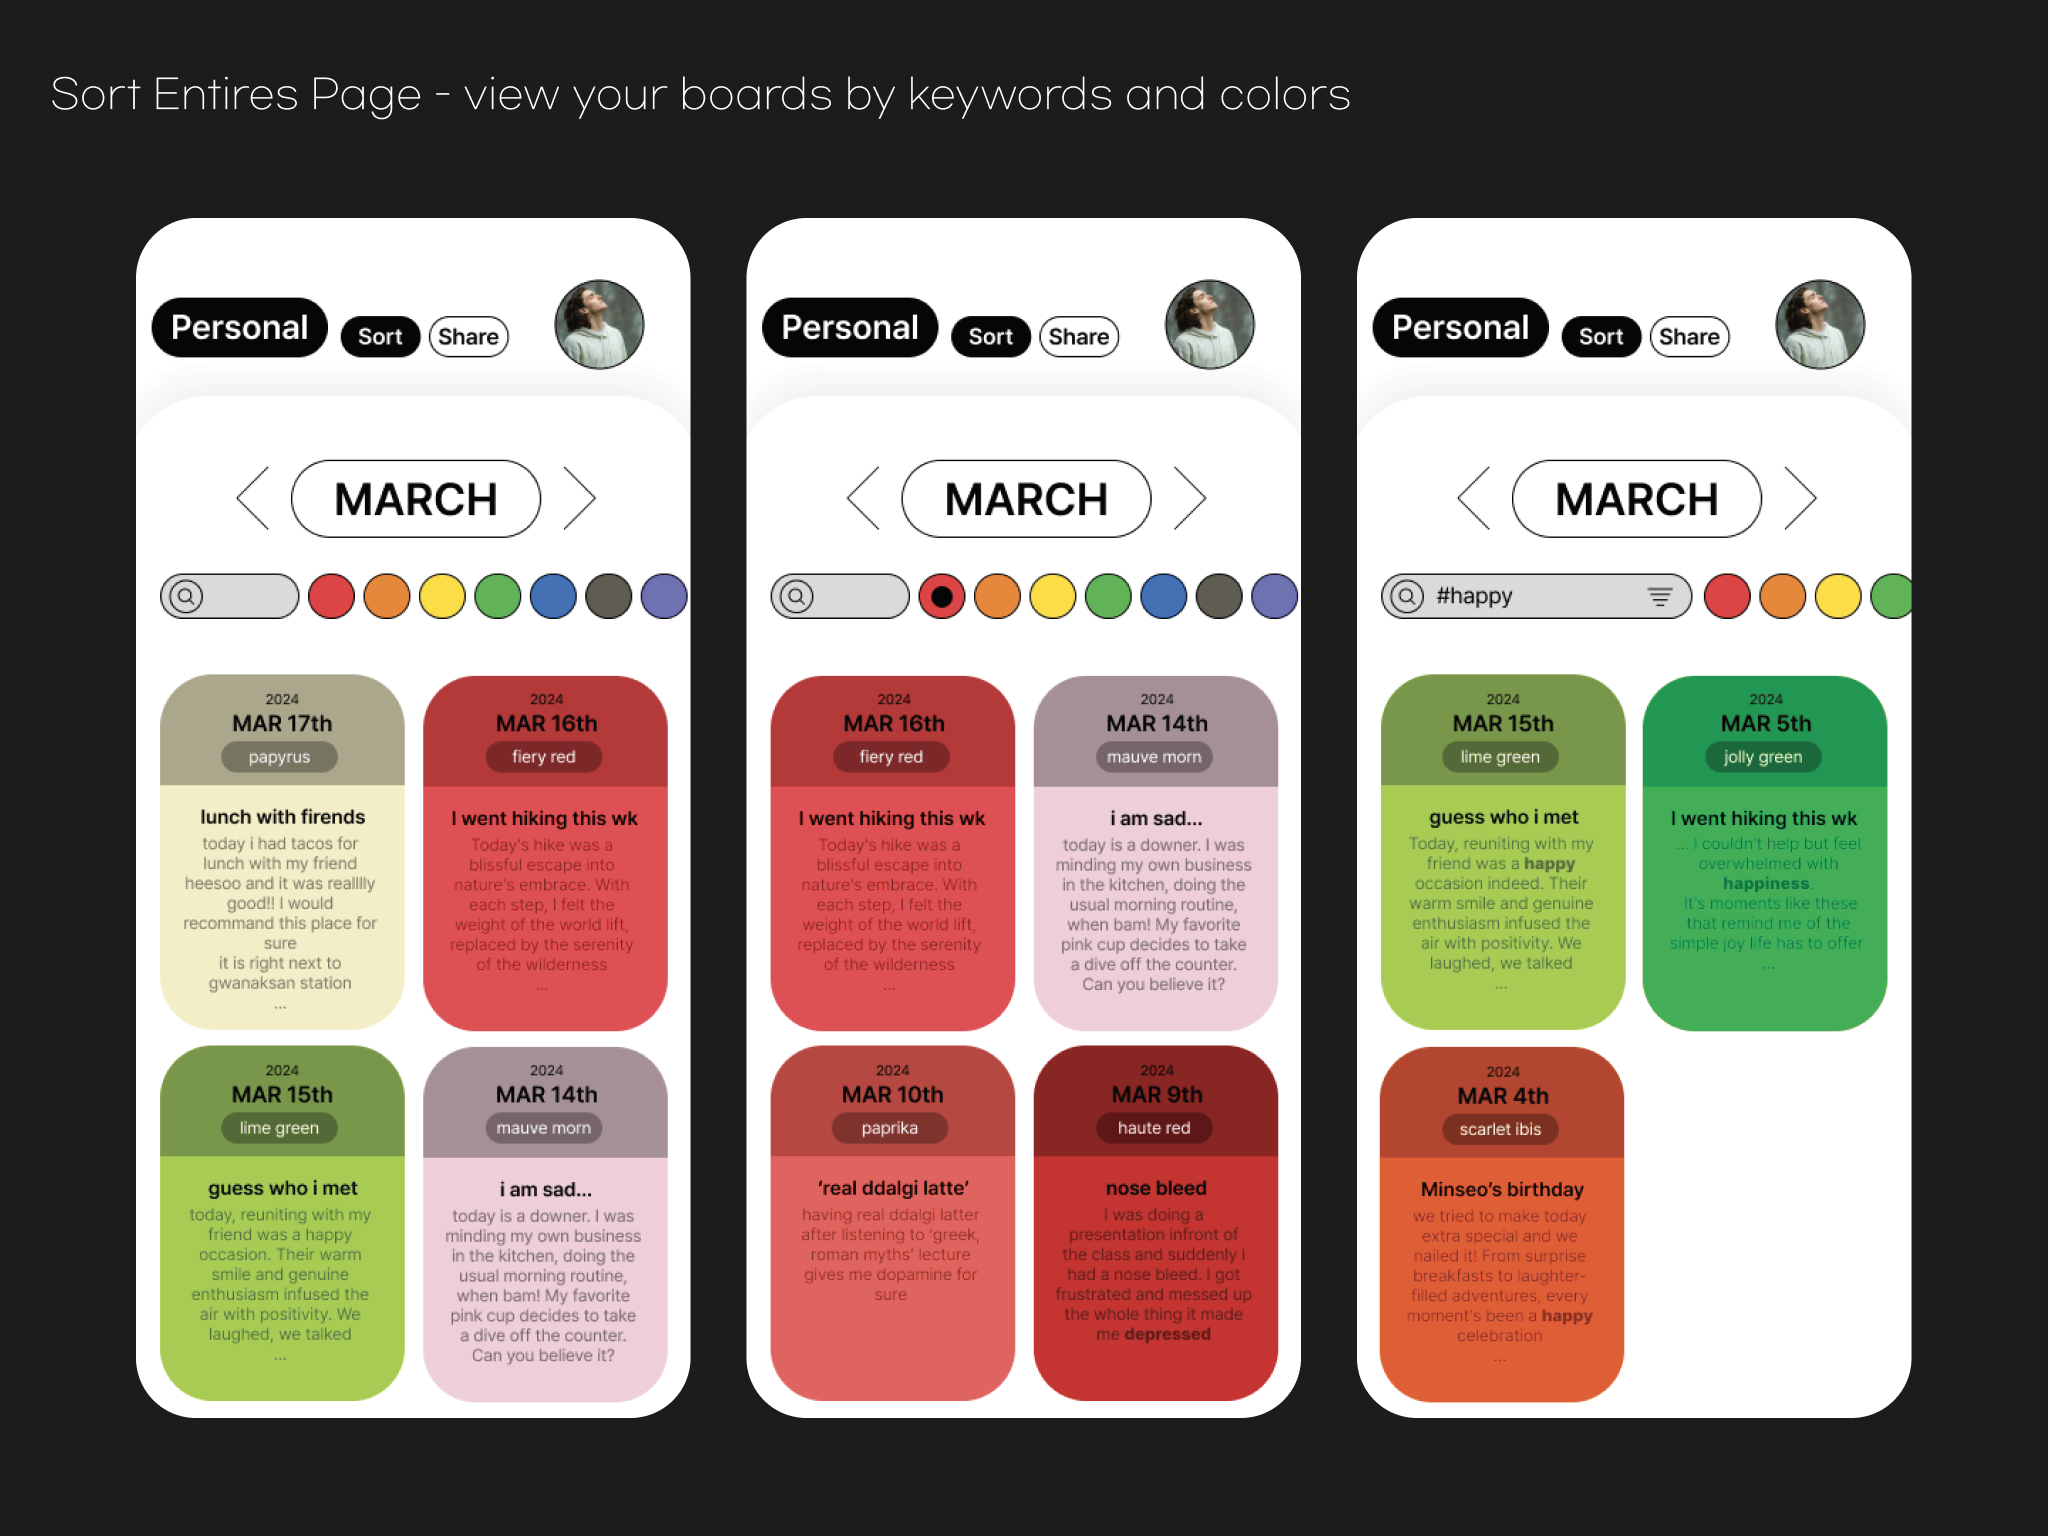 Sort Entires Page - view your boards by keywords and colors
Personal
Sort
Share
MARCH
2024
MAR 17th
papyrus
lunch with firends
today i had tacos for
lunch with my friend
heesoo and it was realllly
good!! I would
recommand this place for
sure
it is right next to
gwanaksan station
...
2024
MAR 16th
fiery red
I went hiking this wk
Today's hike was a
blissful escape into
nature's embrace. With
each step, I felt the
weight of the world lift,
replaced by the serenity
of the wilderness
...
2024
MAR 15th
lime green
guess who i met
today, reuniting with my
friend was a happy
occasion. Their warm
smile and genuine
enthusiasm infused the
air with positivity. We
laughed, we talked
...
2024
MAR 14th
mauve morn
i am sad...
today is a downer. I was
minding my own business
in the kitchen, doing the
usual morning routine,
when bam! My favorite
pink cup decides to take
a dive off the counter.
Can you believe it?
Personal
Sort
Share
MARCH
2024
MAR 16th
fiery red
I went hiking this wk
Today's hike was a
blissful escape into
nature's embrace. With
each step, I felt the
weight of the world lift,
replaced by the serenity
of the wilderness
...
2024
MAR 14th
mauve morn
i am sad...
today is a downer. I was
minding my own business
in the kitchen, doing the
usual morning routine,
when bam! My favorite
pink cup decides to take
a dive off the counter.
Can you believe it?
2024
MAR 10th
paprika
‘real ddalgi latte’
having real ddalgi latter
after listening to ‘greek,
roman myths’ lecture
gives me dopamine for
sure
2024
MAR 9th
haute red
nose bleed
I was doing a
presentation infront of
the class and suddenly i
had a nose bleed. I got
frustrated and messed up
the whole thing it made
me depressed
Personal
Sort
Share
MARCH
#happy
2024
MAR 15th
lime green
guess who i met
Today, reuniting with my
friend was a happy
occasion indeed. Their
warm smile and genuine
enthusiasm infused the
air with positivity. We
laughed, we talked
...
2024
MAR 5th
jolly green
I went hiking this wk
... I couldn't help but feel
overwhelmed with
happiness.
It's moments like these
that remind me of the
simple joy life has to offer
...
2024
MAR 4th
scarlet ibis
Minseo’s birthday
we tried to make today
extra special and we
nailed it! From surprise
breakfasts to laughter-
filled adventures, every
moment's been a happy
celebration
...